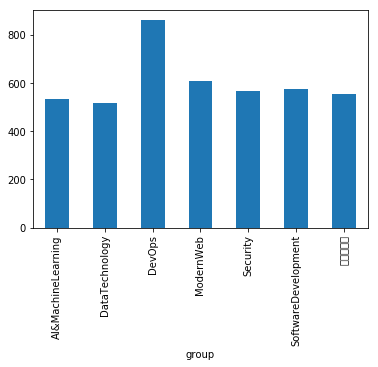 800
600
400
200
0
AI&MachineLearning
DataTechnology
DevOps
ModernWeb
Security
SoftwareDevelopment
group